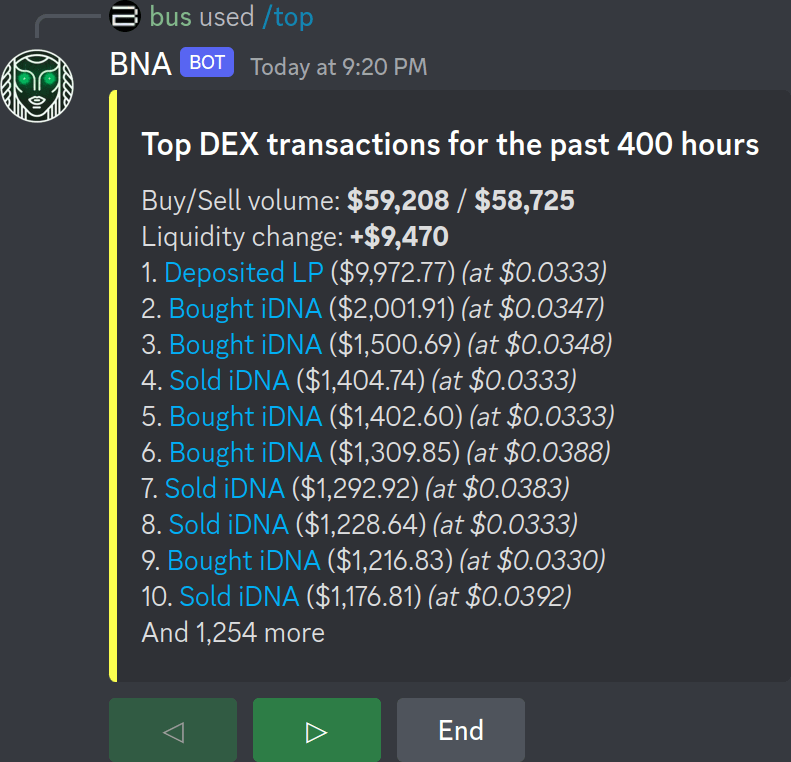 bus used /top
BNA BOT Today at 9:20 PM
Top DEX transactions for the past 400 hours
Buy/Sell volume: $59,208 / $58,725
Liquidity change: +$9,470
1. Deposited LP ($9,972.77) (at $0.0333)
2. Bought iDNA ($2,001.91) (at $0.0347)
3. Bought iDNA ($1,500.69) (at $0.0348)
4. Sold iDNA ($1,404.74) (at $0.0333)
5. Bought iDNA ($1,402.60) (at $0.0333)
6. Bought iDNA ($1,309.85) (at $0.0388)
7. Sold iDNA ($1,292.92) (at $0.0383)
8. Sold iDNA ($1,228.64) (at $0.0333)
9. Bought iDNA ($1,216.83) (at $0.0330)
10. Sold iDNA ($1,176.81) (at $0.0392)
And 1,254 more
End